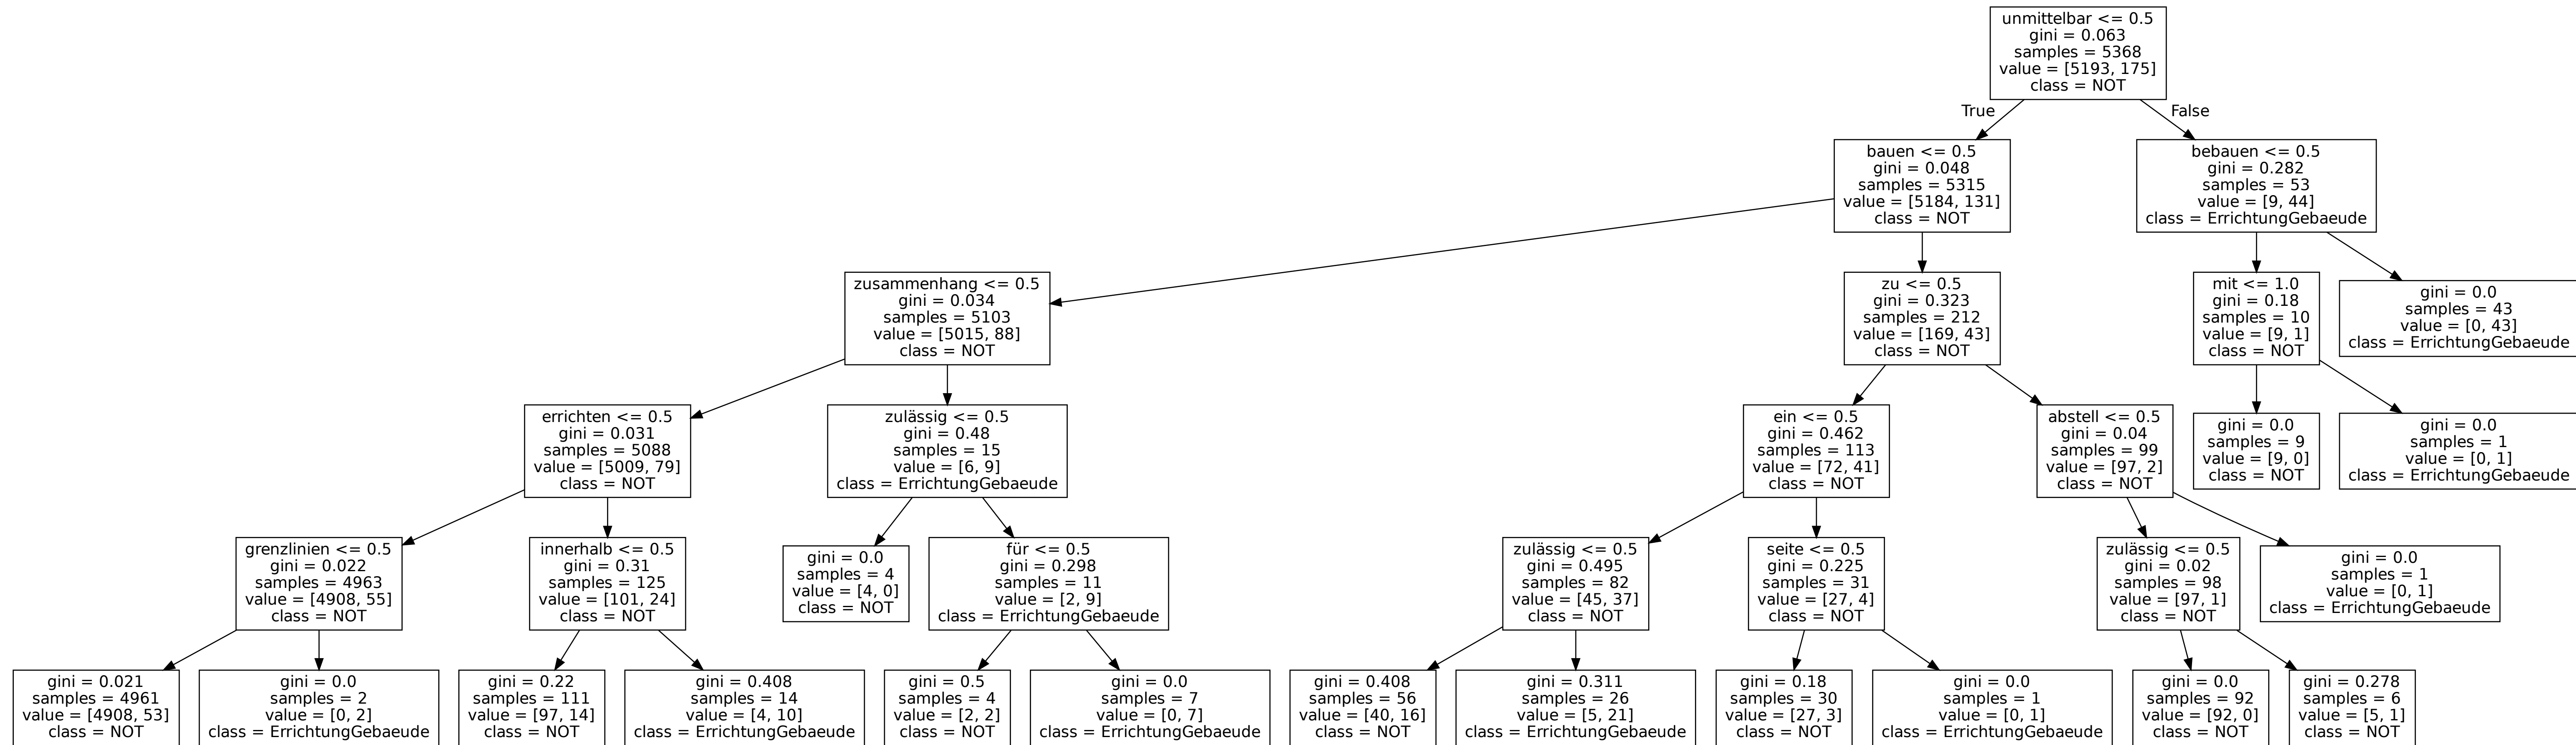 unmittelbar <= 0.5
gini = 0.063
samples = 5368
value = [5193, 175]
class = NOT
True
False
bauen <= 0.5
gini = 0.048
samples = 5315
value = [5184, 131]
class = NOT
bebauen <= 0.5
gini = 0.282
samples = 53
value = [9, 44]
class = ErrichtungGebaeude
zusammenhang <= 0.5
gini = 0.034
samples = 5103
value = [5015, 88]
class = NOT
zu <= 0.5
gini = 0.323
samples = 212
value = [169, 43]
class = NOT
mit <= 1.0
gini = 0.18
samples = 10
value = [9, 1]
class = NOT
gini = 0.0
samples = 43
value = [0, 43]
class = ErrichtungGebaeude
errichten <= 0.5
gini = 0.031
samples = 5088
value = [5009, 79]
class = NOT
zulässig <= 0.5
gini = 0.48
samples = 15
value = [6, 9]
class = ErrichtungGebaeude
ein <= 0.5
gini = 0.462
samples = 113
value = [72, 41]
class = NOT
abstell <= 0.5
gini = 0.04
samples = 99
value = [97, 2]
class = NOT
gini = 0.0
samples = 9
value = [9, 0]
class = NOT
gini = 0.0
samples = 1
value = [0, 1]
class = ErrichtungGebaeude
grenzlinien <= 0.5
gini = 0.022
samples = 4963
value = [4908, 55]
class = NOT
innerhalb <= 0.5
gini = 0.31
samples = 125
value = [101, 24]
class = NOT
gini = 0.0
samples = 4
value = [4, 0]
class = NOT
für <= 0.5
gini = 0.298
samples = 11
value = [2, 9]
class = ErrichtungGebaeude
zulässig <= 0.5
gini = 0.495
samples = 82
value = [45, 37]
class = NOT
seite <= 0.5
gini = 0.225
samples = 31
value = [27, 4]
class = NOT
zulässig <= 0.5
gini = 0.02
samples = 98
value = [97, 1]
class = NOT
gini = 0.0
samples = 1
value = [0, 1]
class = ErrichtungGebaeude
gini = 0.021
samples = 4961
value = [4908, 53]
class = NOT
gini = 0.0
samples = 2
value = [0, 2]
class = ErrichtungGebaeude
gini = 0.22
samples = 111
value = [97, 14]
class = NOT
gini = 0.408
samples = 14
value = [4, 10]
class = ErrichtungGebaeude
gini = 0.5
samples = 4
value = [2, 2]
class = NOT
gini = 0.0
samples = 7
value = [0, 7]
class = ErrichtungGebaeude
gini = 0.408
samples = 56
value = [40, 16]
class = NOT
gini = 0.311
samples = 26
value = [5, 21]
class = ErrichtungGebaeude
gini = 0.18
samples = 30
value = [27, 3]
class = NOT
gini = 0.0
samples = 1
value = [0, 1]
class = ErrichtungGebaeude
gini = 0.0
samples = 92
value = [92, 0]
class = NOT
gini = 0.278
samples = 6
value = [5, 1]
class = NOT